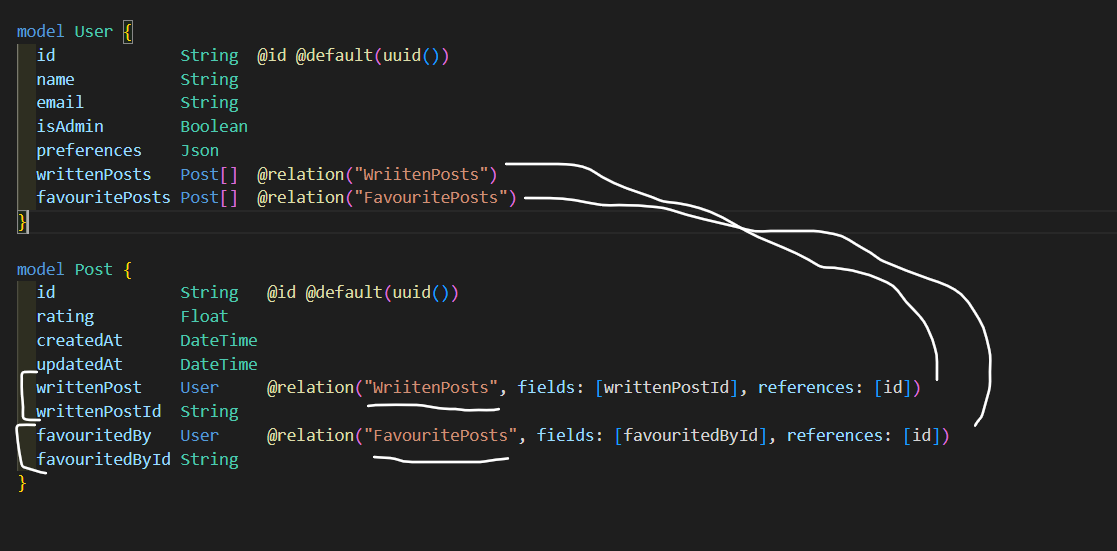 model User {
id String @id @default(uuid())
name String
email String
isAdmin Boolean
preferences Json
writtenPosts Post[] @relation("WriitenPosts")
favouritePosts Post[] @relation("FavouritePosts")
}
model Post {
id String @id @default(uuid())
rating Float
createdAt DateTime
updatedAt DateTime
writtenPost User @relation("WriitenPosts", fields: [writtenPostId], references: [id])
writtenPostId String
favouritedBy User @relation("FavouritePosts", fields: [favouritedById], references: [id])
favouritedById String
}